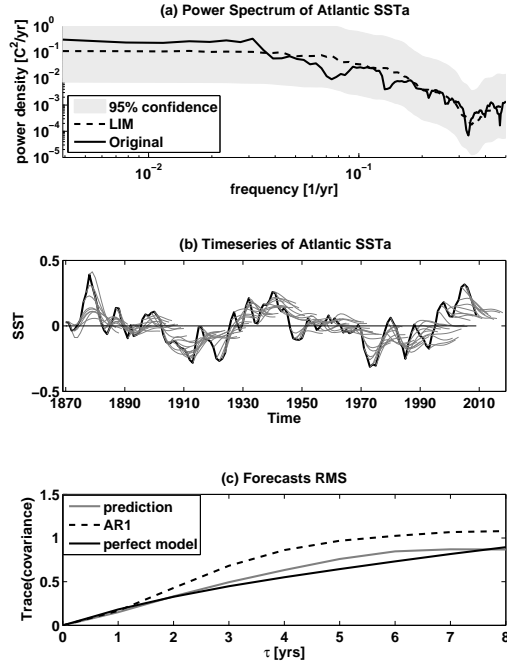 (a) Power Spectrum of Atlantic SSTa
power density [C²/yr]
10⁰
10⁻¹
10⁻²
10⁻³
10⁻⁴
10⁻⁵
95% confidence
LIM
Original
10⁻² 10⁻¹
frequency [1/yr]
(b) Timeseries of Atlantic SSTa
SST
0.5
0
−0.5
1870 1890 1910 1930 1950 1970 1990 2010
Time
(c) Forecasts RMS
Trace(covariance)
1.5
1
0.5
0
prediction
AR1
perfect model
0 1 2 3 4 5 6 7 8
τ [yrs]